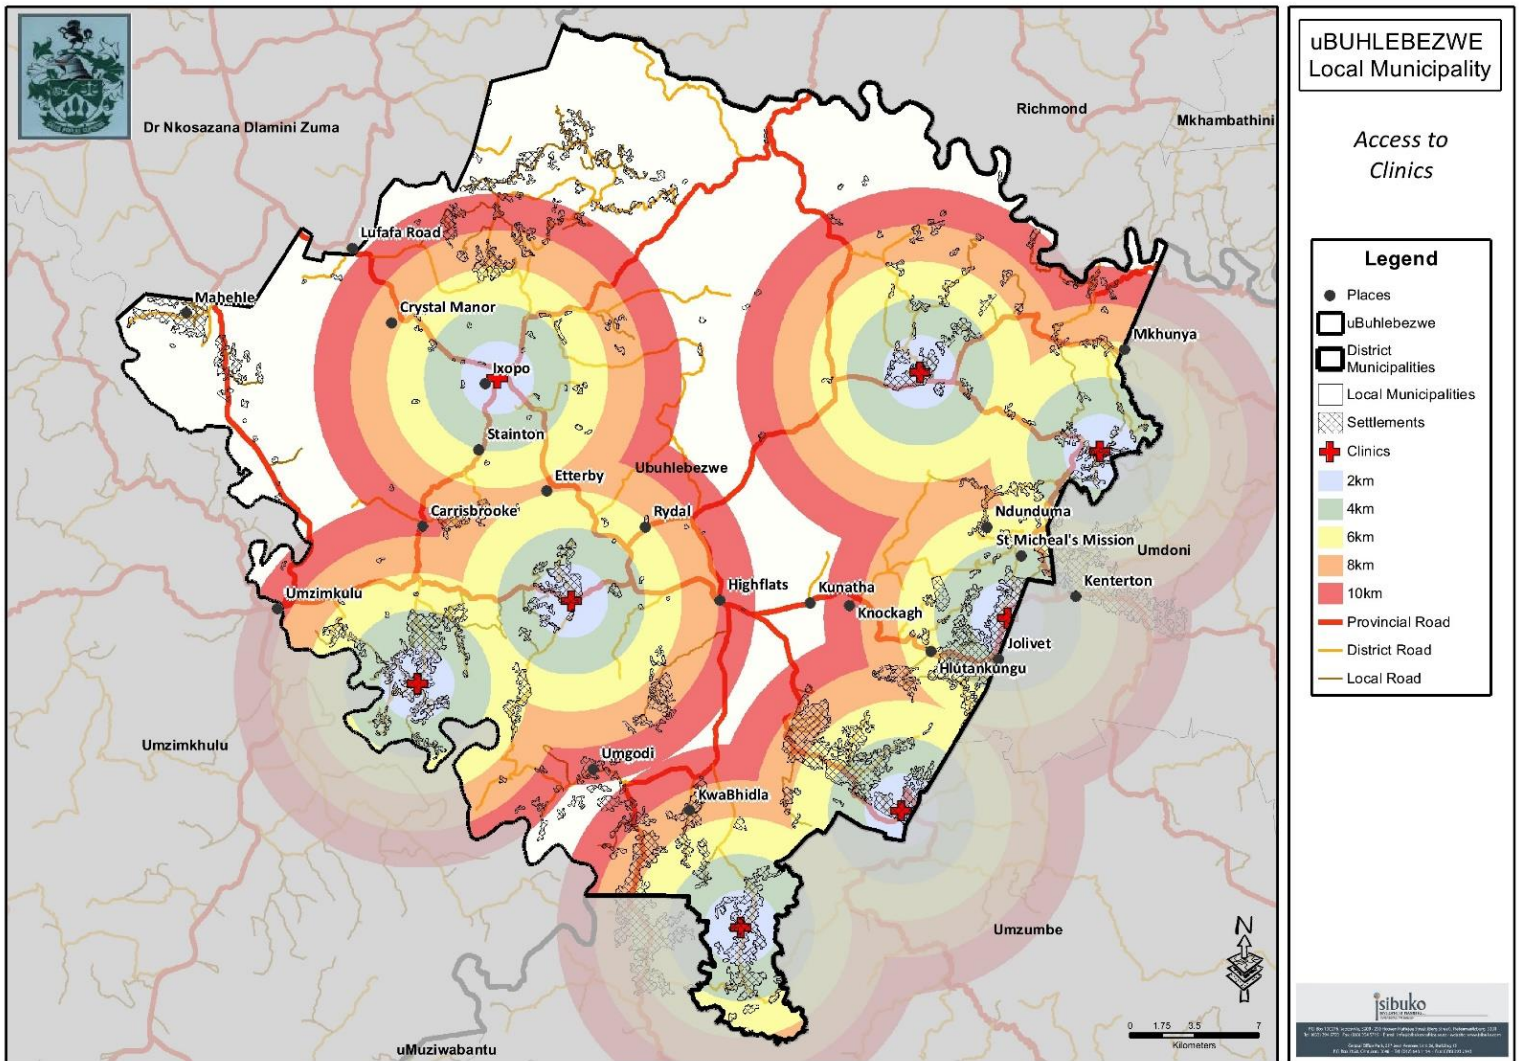 uBUHLEBEZWE
Local Municipality
Access to
Clinics
Legend
Places
uBuhlebezwe
District
Municipalities
Local Municipalities
Settlements
Clinics
2km
4km
6km
8km
10km
Provincial Road
District Road
Local Road
Dr Nkosazana Dlamini Zuma
Richmond
Mkhambathini
Lufafa Road
Mahehle
Crystal Manor
Mkhunya
Ixopo
Stainton
Etterby
Ubuhlebezwe
Carrisbrooke
Rydal
Ndunduma
St Micheal's Mission
Umdoni
Umzimkulu
Highflats
Kunatha
Kenterton
Knockagh
Jolivet
Hlutankungu
Umzimkhulu
Umgodi
KwaBhidla
Umzumbe
uMuziwabantu
N
0 1.75 3.5 7
Kilometers
isibuko